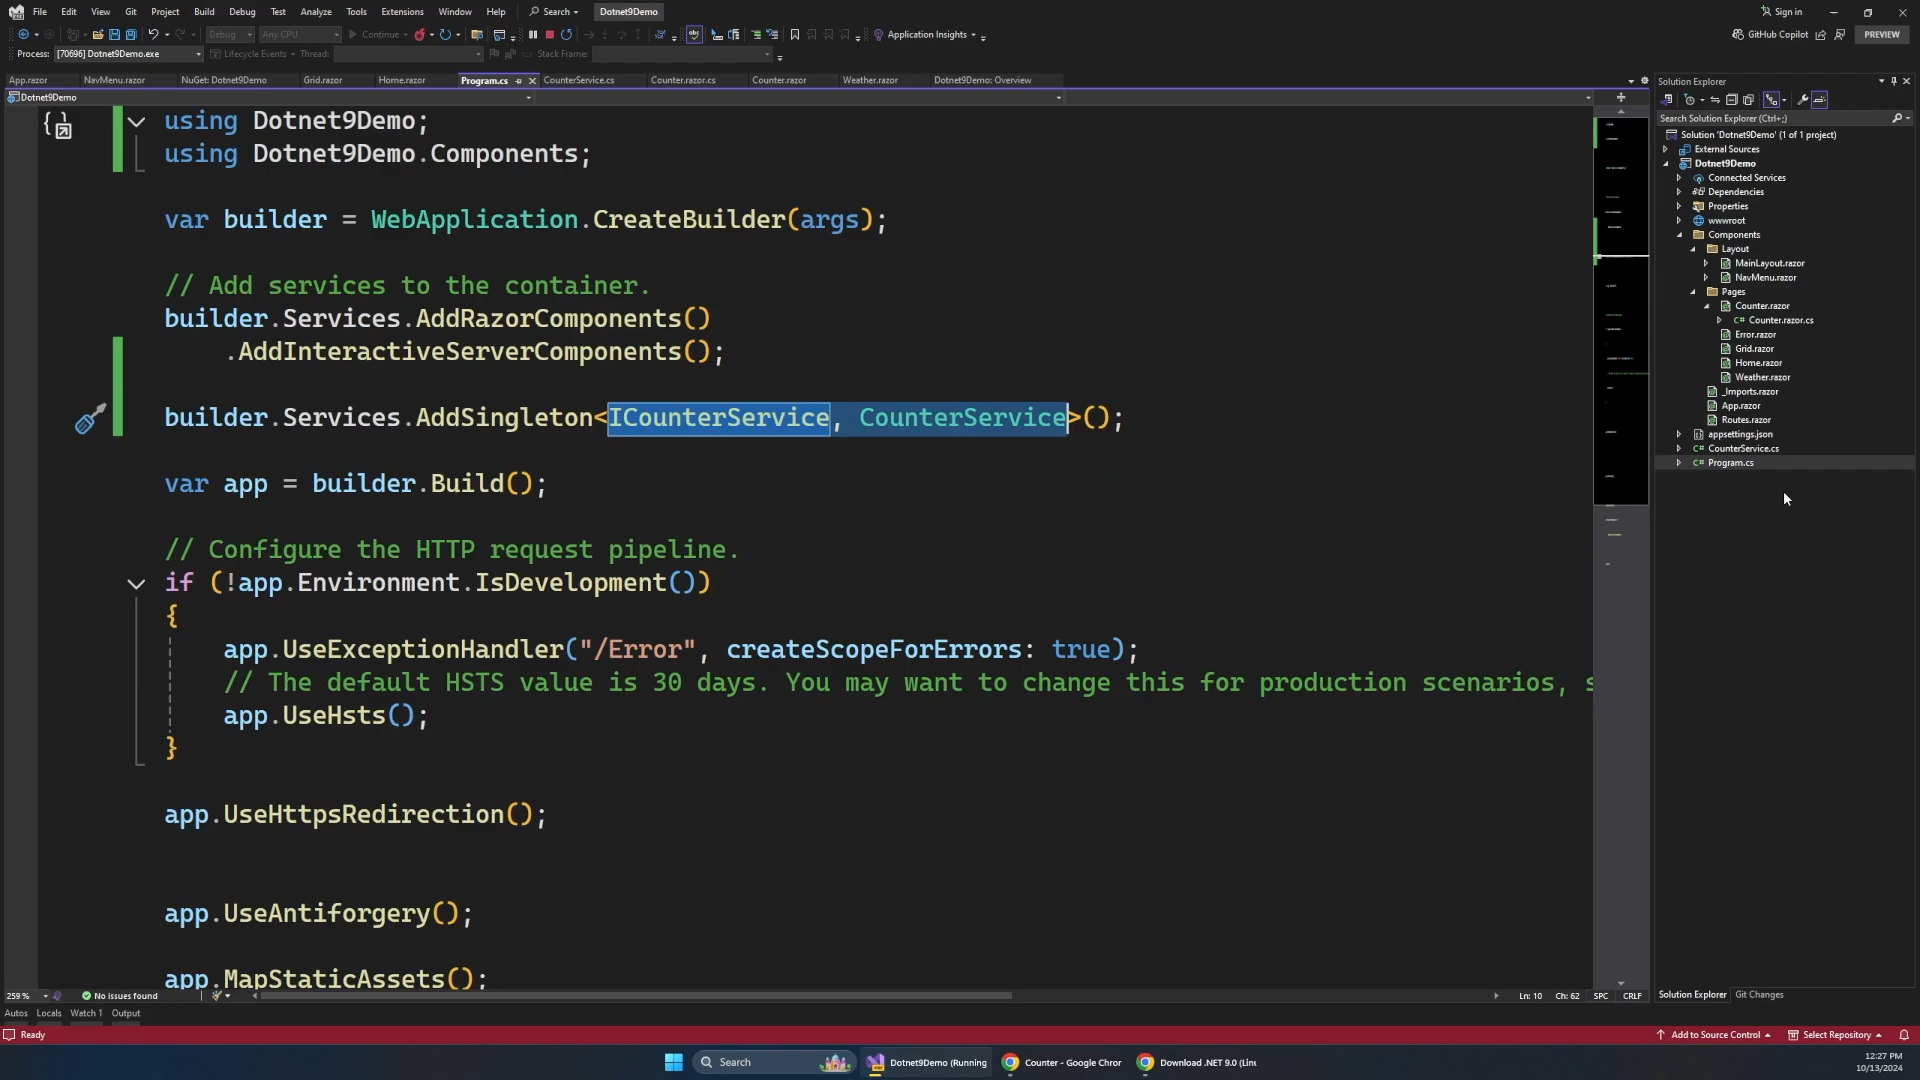 File Edit View Git Project Build Debug Test Analyze Tools Extensions Window Help Search Dotnet9Demo Sign in
Debug Any CPU Continue Application Insights GitHub Copilot PREVIEW
Process: [70696] Dotnet9Demo.exe Lifecycle Events Thread: Stack Frame:
App.razor NavMenu.razor NuGet: Dotnet9Demo Grid.razor Home.razor Program.cs CounterService.cs Counter.razor.cs Counter.razor Weather.razor Dotnet9Demo: Overview
Dotnet9Demo
using Dotnet9Demo;
using Dotnet9Demo.Components;
var builder = WebApplication.CreateBuilder(args);
// Add services to the container.
builder.Services.AddRazorComponents()
.AddInteractiveServerComponents();
builder.Services.AddSingleton<ICounterService, CounterService>();
var app = builder.Build();
// Configure the HTTP request pipeline.
if (!app.Environment.IsDevelopment())
{
app.UseExceptionHandler("/Error", createScopeForErrors: true);
// The default HSTS value is 30 days. You may want to change this for production scenarios, s
app.UseHsts();
}
app.UseHttpsRedirection();
app.UseAntiforgery();
app.MapStaticAssets();
259 % No issues found Ln: 10 Ch: 62 SPC CRLF
Autos Locals Watch 1 Output
Solution Explorer
Search Solution Explorer (Ctrl+;)
Solution 'Dotnet9Demo' (1 of 1 project)
External Sources
Dotnet9Demo
Connected Services
Dependencies
Properties
wwwroot
Components
Layout
MainLayout.razor
NavMenu.razor
Pages
Counter.razor
C# Counter.razor.cs
Error.razor
Grid.razor
Home.razor
Weather.razor
_Imports.razor
App.razor
Routes.razor
appsettings.json
C# CounterService.cs
C# Program.cs
Solution Explorer Git Changes
Ready Add to Source Control Select Repository
Search Dotnet9Demo (Running Counter - Google Chror Download .NET 9.0 (Linu
12:27 PM
10/13/2024